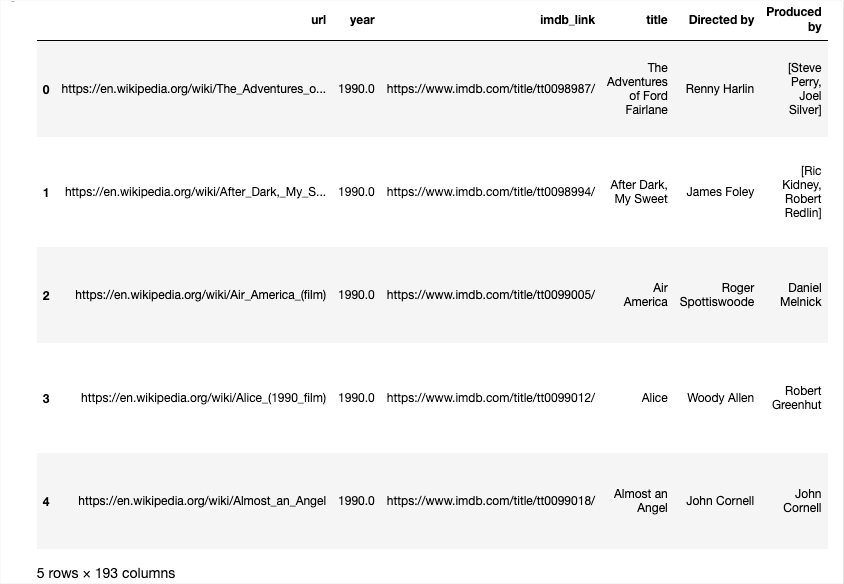 url year imdb_link title Directed by Produced by
0 https://en.wikipedia.org/wiki/The_Adventures_o... 1990.0 https://www.imdb.com/title/tt0098987/ The Adventures of Ford Fairlane Renny Harlin [Steve Perry, Joel Silver]
1 https://en.wikipedia.org/wiki/After_Dark,_My_S... 1990.0 https://www.imdb.com/title/tt0098994/ After Dark, My Sweet James Foley [Ric Kidney, Robert Redlin]
2 https://en.wikipedia.org/wiki/Air_America_(film) 1990.0 https://www.imdb.com/title/tt0099005/ Air America Roger Spottiswoode Daniel Melnick
3 https://en.wikipedia.org/wiki/Alice_(1990_film) 1990.0 https://www.imdb.com/title/tt0099012/ Alice Woody Allen Robert Greenhut
4 https://en.wikipedia.org/wiki/Almost_an_Angel 1990.0 https://www.imdb.com/title/tt0099018/ Almost an Angel John Cornell John Cornell
5 rows × 193 columns